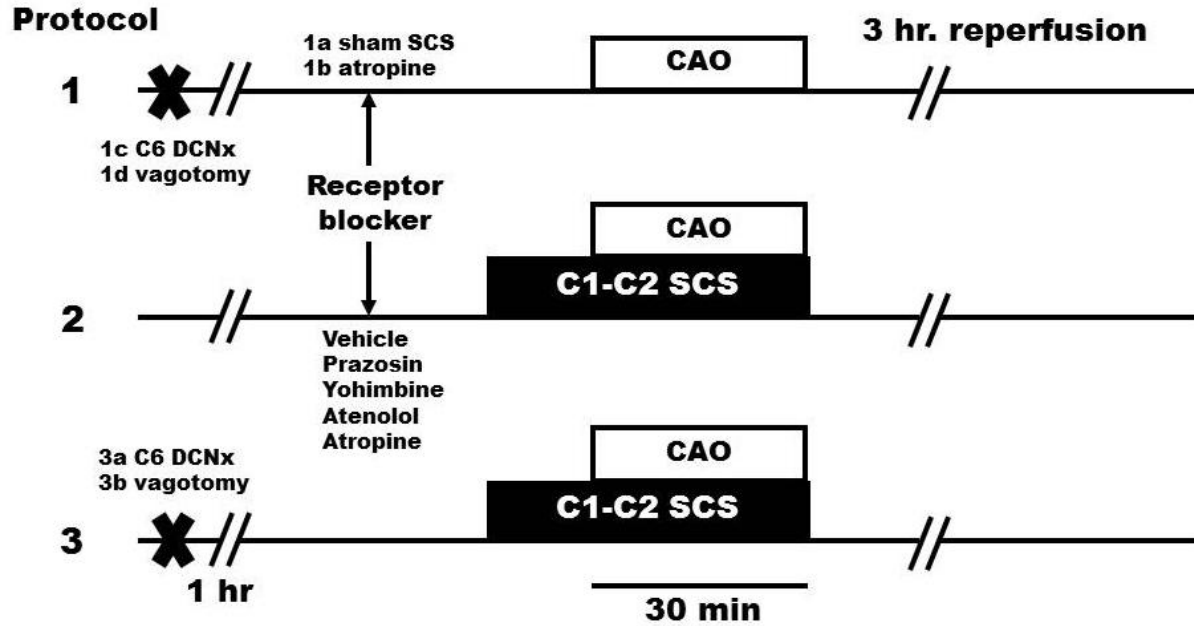 Protocol
3 hr. reperfusion
1a sham SCS
1b atropine
CAO
1
1c C6 DCNx
1d vagotomy
Receptor
blocker
CAO
C1-C2 SCS
2
Vehicle
Prazosin
Yohimbine
Atenolol
Atropine
3a C6 DCNx
3b vagotomy
CAO
C1-C2 SCS
3
1 hr
30 min